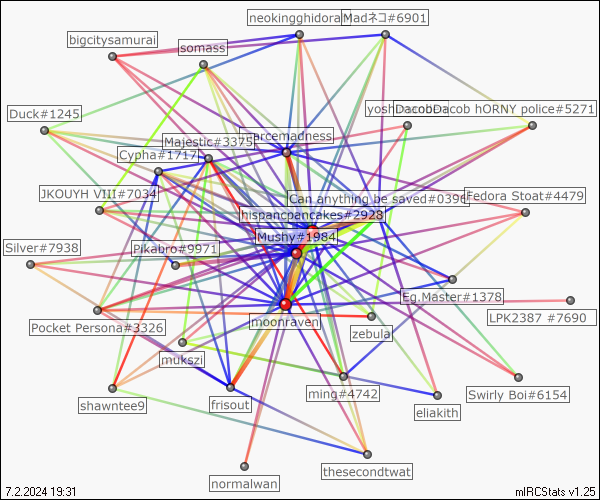 neokingghidora
Madネコ#6901
bigcitysamurai
somass
Duck#1245
DacobDacob hORNY police#5271
arcemadness
Majestic#3375
Cypha#1717
JKOUYH VIII#7034
Can anything be saved#0396
Fedora Stoat#4479
hispancpancakes#2928
Mushy#1984
Silver#7938
Pikabro#9971
Eg.Master#1378
LPK2387 #7690
Pocket Persona#3326
moonraven
zebula
mukszi
ming#4742
Swirly Boi#6154
shawntee9
frisout
eliakith
thesecondtwat
normalwan
7.2.2024 19:31
mIRCStats v1.25